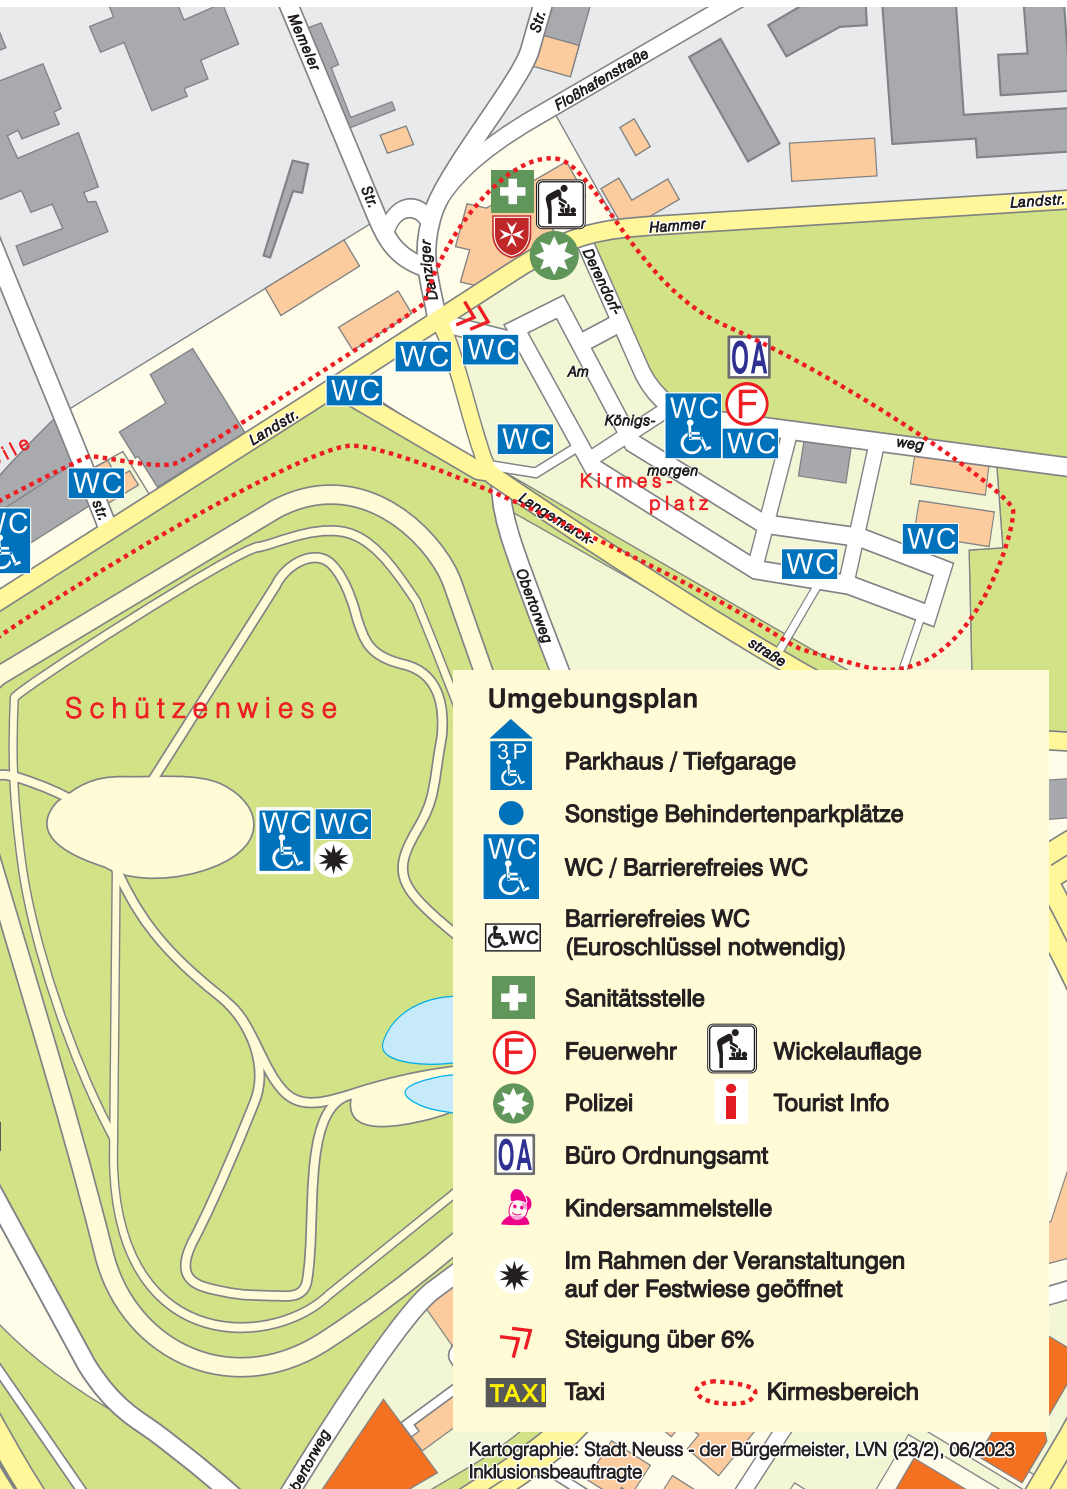 Memeler
Str.
Str.
Floßhafenstraße
Danziger
Hammer
Landstr.
Derendorf-
WC
WC
WC
OA
F
WC
WC
WC
Am
Königs-
morgen
weg
Landstr.
Kirmes-
platz
WC
str.
WC
WC
WC
Langemarck-
straße
Obertorweg
Schützenwiese
WC
WC
Umgebungsplan
3 P
Parkhaus / Tiefgarage
Sonstige Behindertenparkplätze
WC
WC / Barrierefreies WC
WC
Barrierefreies WC
(Euroschlüssel notwendig)
Sanitätsstelle
F Feuerwehr
Wickelauflage
Polizei
i Tourist Info
OA Büro Ordnungsamt
Kindersammelstelle
Im Rahmen der Veranstaltungen
auf der Festwiese geöffnet
Steigung über 6%
TAXI Taxi
Kirmesbereich
Kartographie: Stadt Neuss - der Bürgermeister, LVN (23/2), 06/2023
Inklusionsbeauftragte